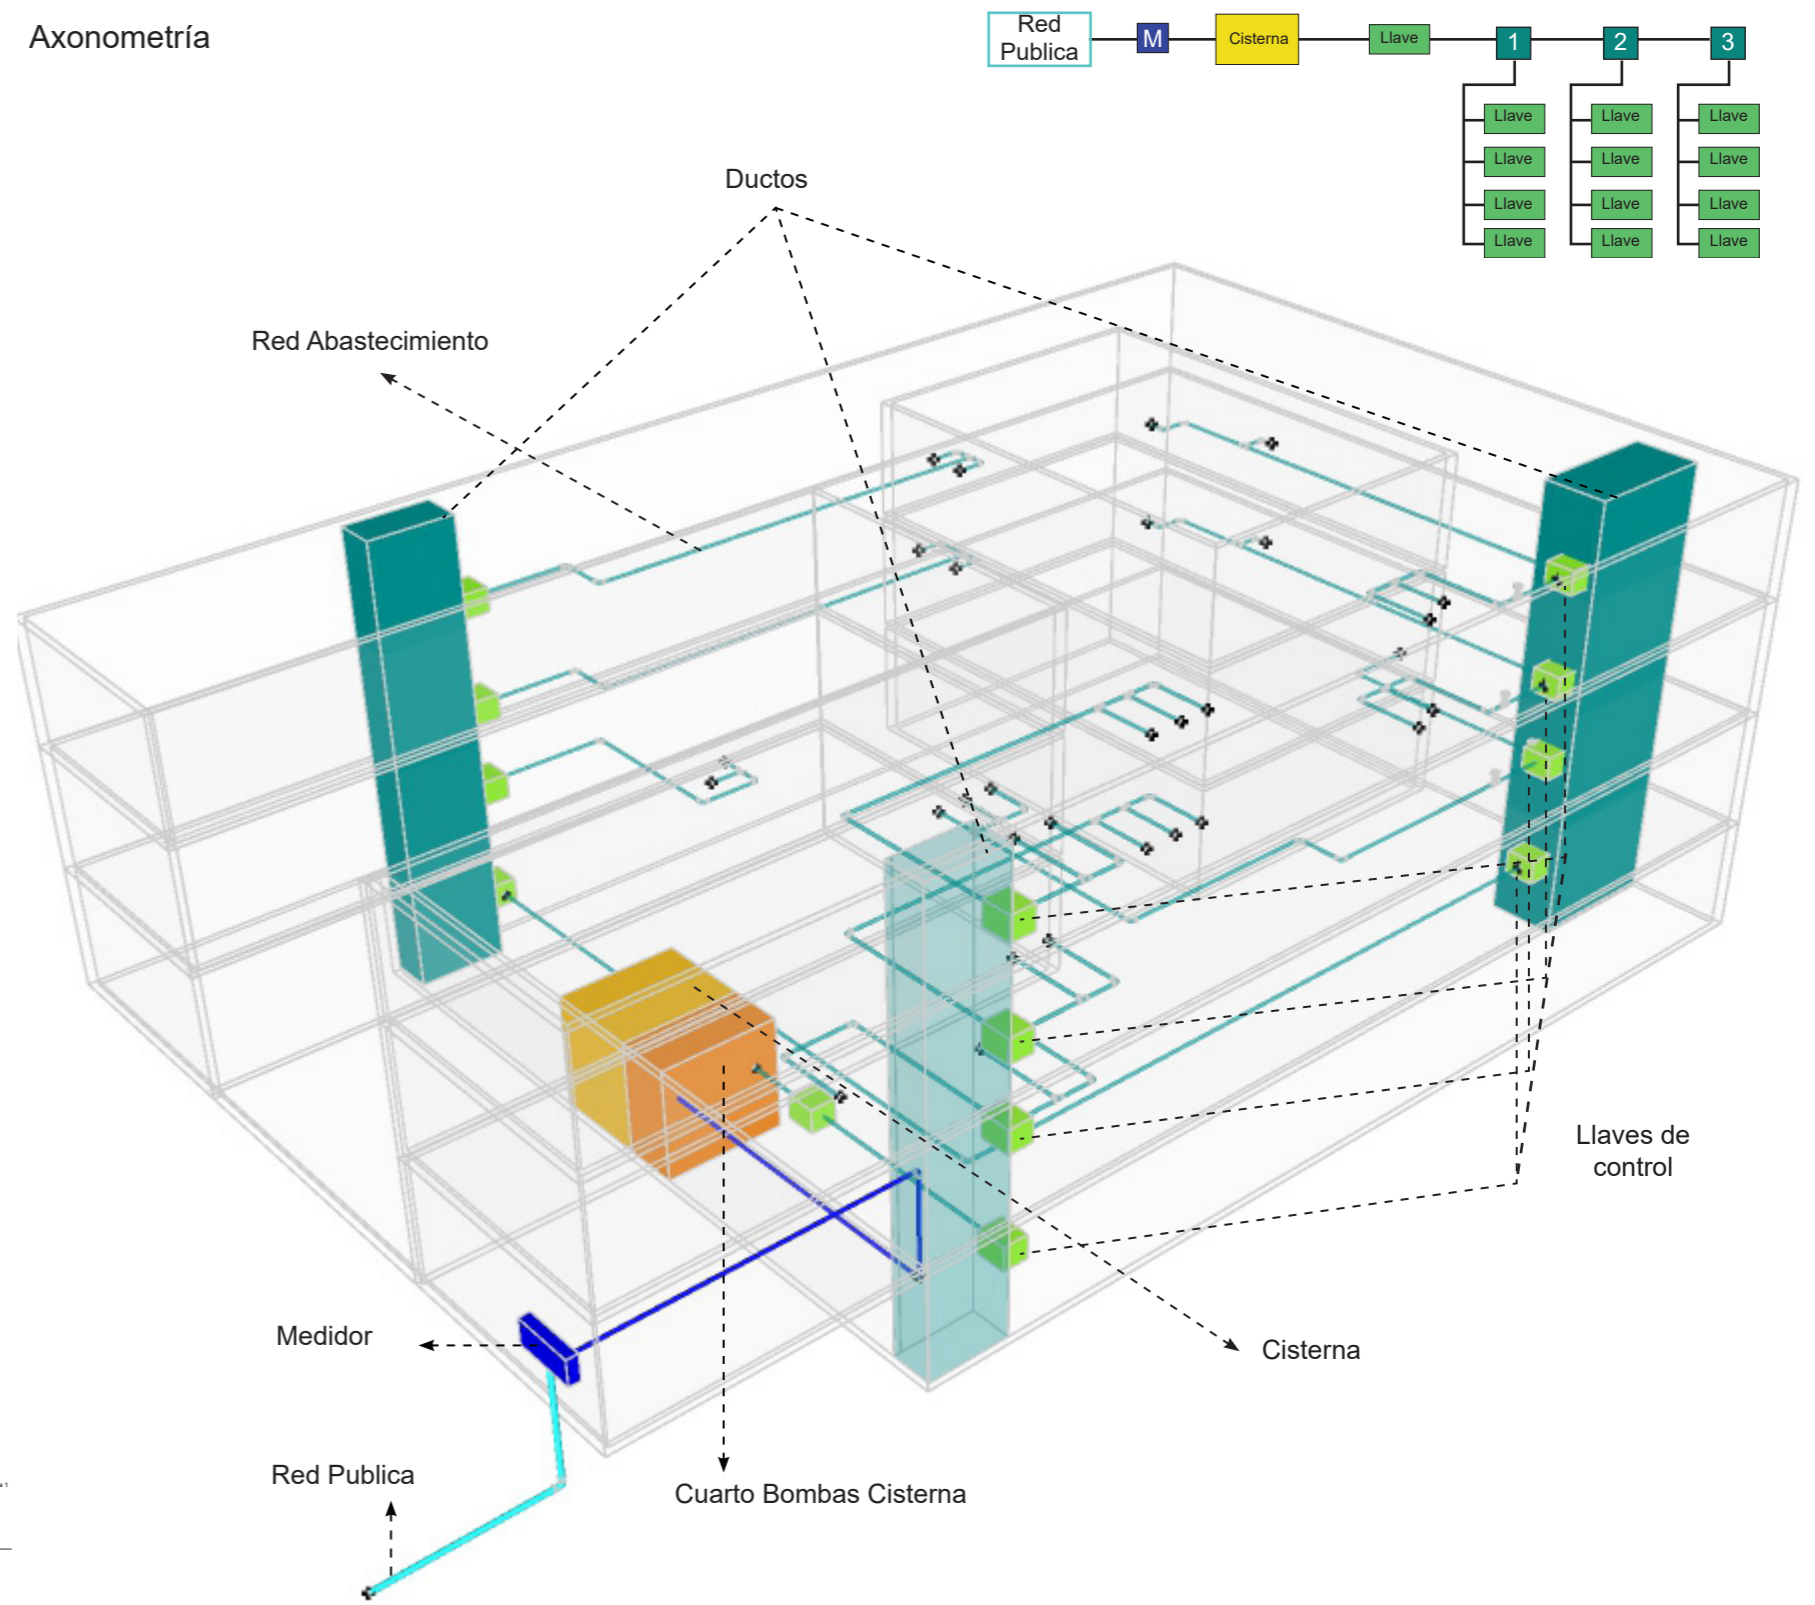 Axonometría
Red
Publica
M
Cisterna
Llave
1
2
3
Llave
Llave
Llave
Llave
Llave
Llave
Llave
Llave
Llave
Llave
Llave
Llave
Ductos
Red Abastecimiento
Llaves de
control
Medidor
Cisterna
Red Publica
Cuarto Bombas Cisterna